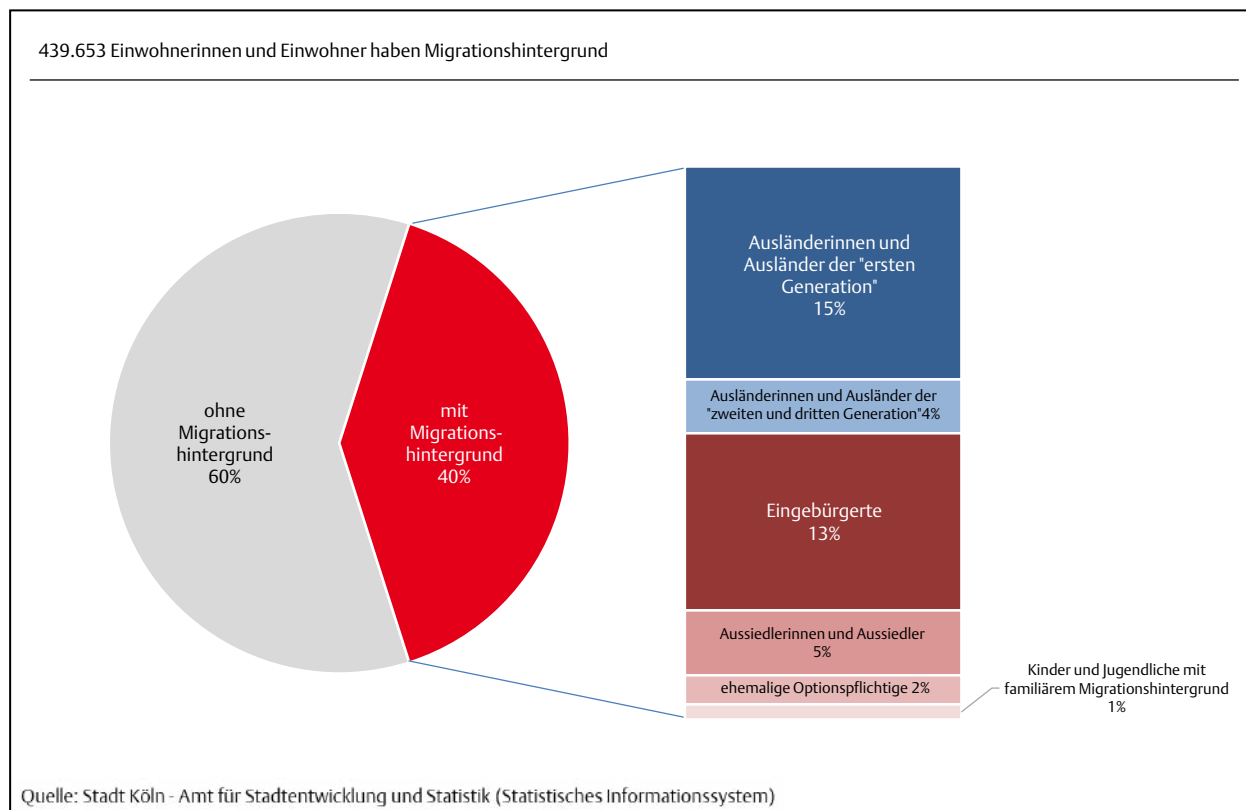 439.653 Einwohnerinnen und Einwohner haben Migrationshintergrund
ohne
Migrations-
hintergrund
60%
mit
Migrations-
hintergrund
40%
Ausländerinnen und
Ausländer der "ersten
Generation"
15%
Ausländerinnen und Ausländer der
"zweiten und dritten Generation"4%
Eingebürgerte
13%
Aussiedlerinnen und Aussiedler
5%
ehemalige Optionspflichtige 2%
Kinder und Jugendliche mit
familiärem Migrationshintergrund
1%
Quelle: Stadt Köln - Amt für Stadtentwicklung und Statistik (Statistisches Informationssystem)